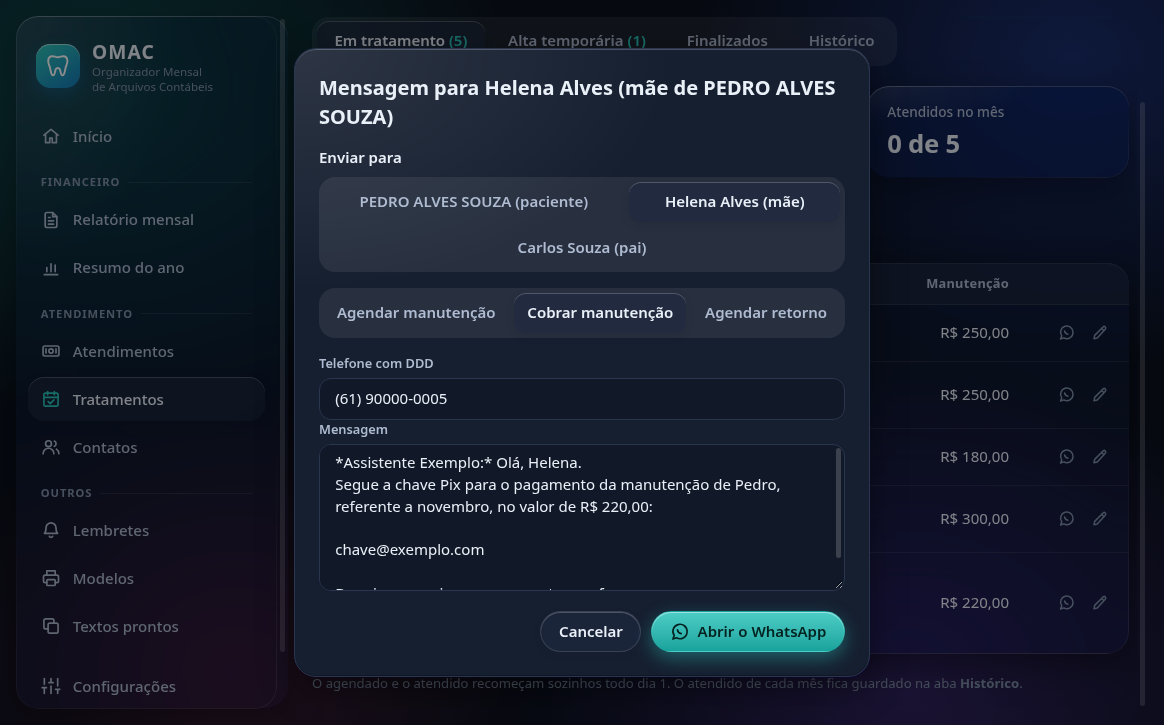 OMAC
Organizador Mensal
de Arquivos Contábeis
Início
FINANCEIRO
Relatório mensal
Resumo do ano
ATENDIMENTO
Atendimentos
Tratamentos
Contatos
OUTROS
Lembretes
Modelos
Textos prontos
Configurações
Em tratamento (5)
Alta temporária (1)
Finalizados
Histórico
Atendidos no mês
0 de 5
Manutenção
R$ 250,00
R$ 250,00
R$ 180,00
R$ 300,00
R$ 220,00
Mensagem para Helena Alves (mãe de PEDRO ALVES
SOUZA)
Enviar para
PEDRO ALVES SOUZA (paciente)
Helena Alves (mãe)
Carlos Souza (pai)
Agendar manutenção
Cobrar manutenção
Agendar retorno
Telefone com DDD
(61) 90000-0005
Mensagem
*Assistente Exemplo:* Olá, Helena.
Segue a chave Pix para o pagamento da manutenção de Pedro,
referente a novembro, no valor de R$ 220,00:
chave@exemplo.com
Cancelar
Abrir o WhatsApp
O agendado e o atendido recomeçam sozinhos todo dia 1. O atendido de cada mês fica guardado na aba Histórico.